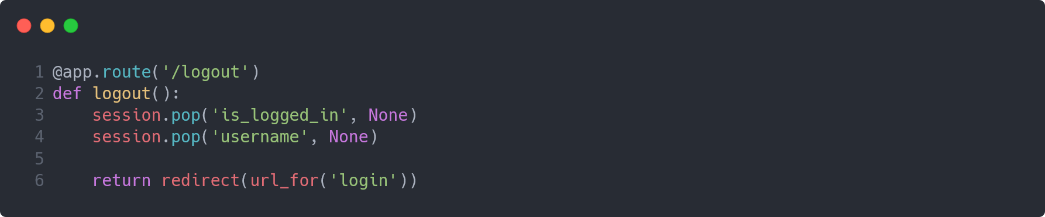 1 @app.route('/logout')
2 def logout():
3     session.pop('is_logged_in', None)
4     session.pop('username', None)
5
6     return redirect(url_for('login'))